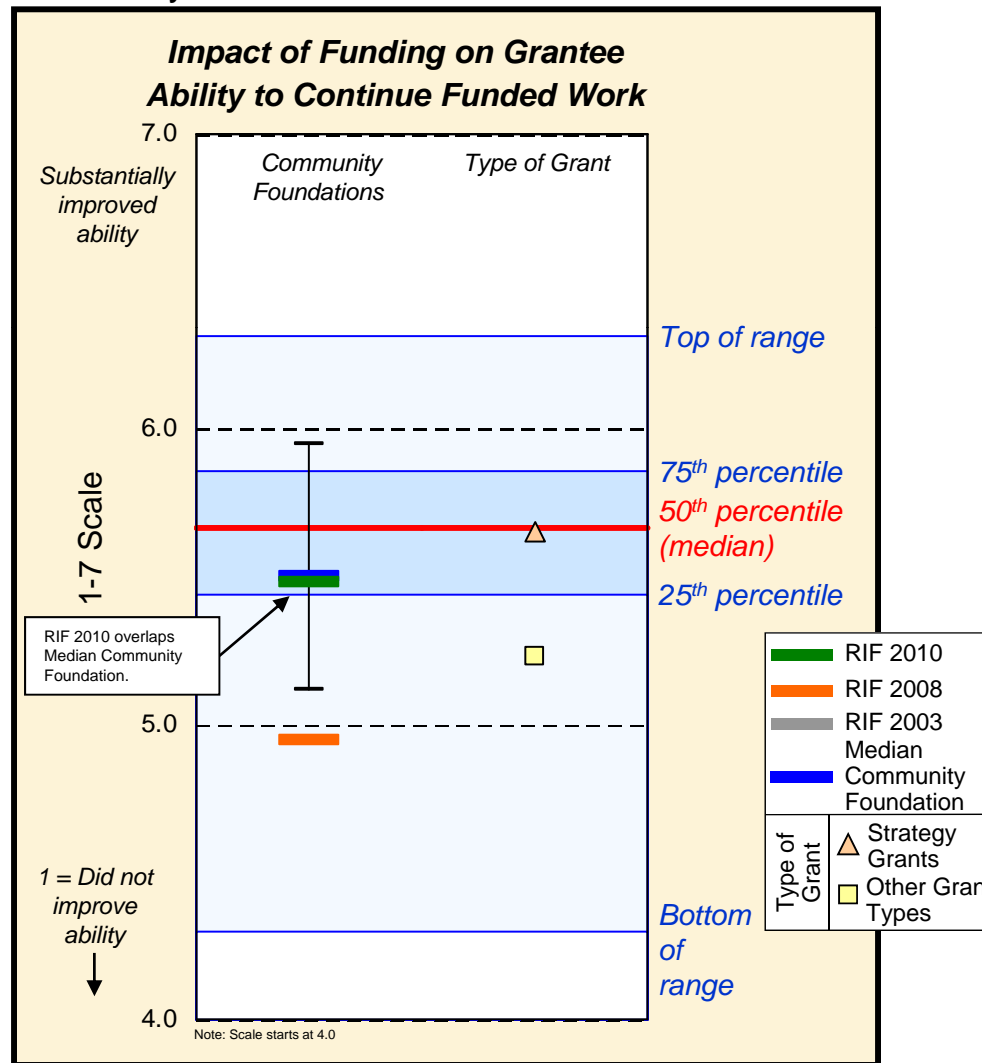 Impact of Funding on Grantee
Ability to Continue Funded Work
7.0
Community
Foundations
Type of Grant
Substantially
improved
ability
Top of range
6.0
75th percentile
50th percentile
(median)
1-7 Scale
25th percentile
RIF 2010 overlaps
Median Community
Foundation.
5.0
1 = Did not
improve
ability
Bottom
of
range
4.0
Note: Scale starts at 4.0
RIF 2010
RIF 2008
RIF 2003
Median
Community
Foundation
Type of
Grant
Strategy
Grants
Other Gran
Types